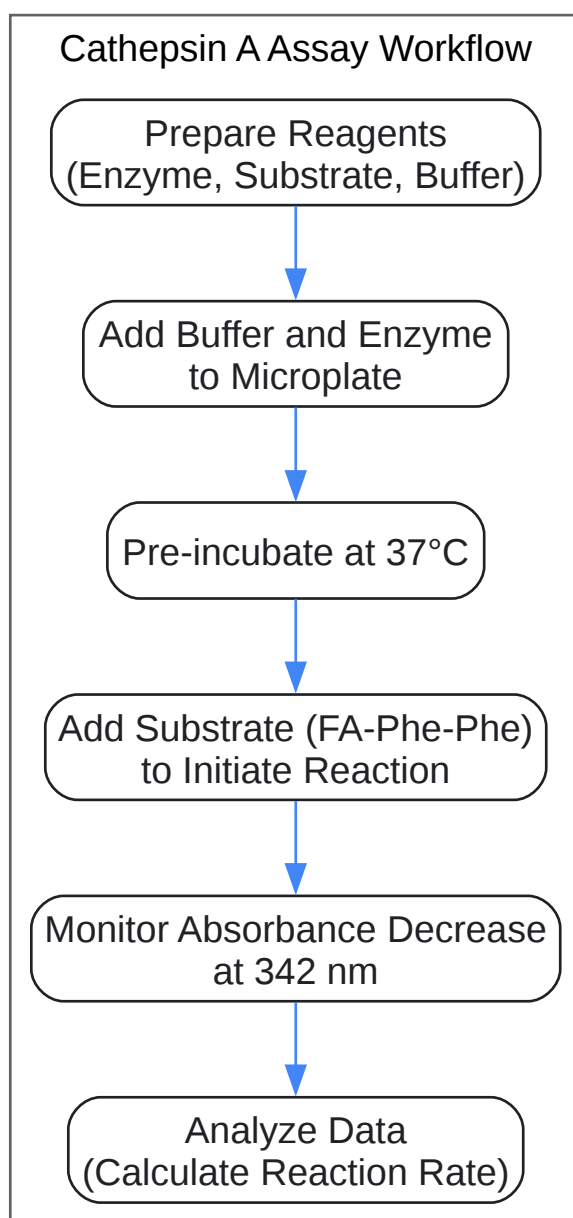 Cathepsin A Assay Workflow
Prepare Reagents
(Enzyme, Substrate, Buffer)
Add Buffer and Enzyme
to Microplate
Pre-incubate at 37°C
Add Substrate (FA-Phe-Phe)
to Initiate Reaction
Monitor Absorbance Decrease
at 342 nm
Analyze Data
(Calculate Reaction Rate)